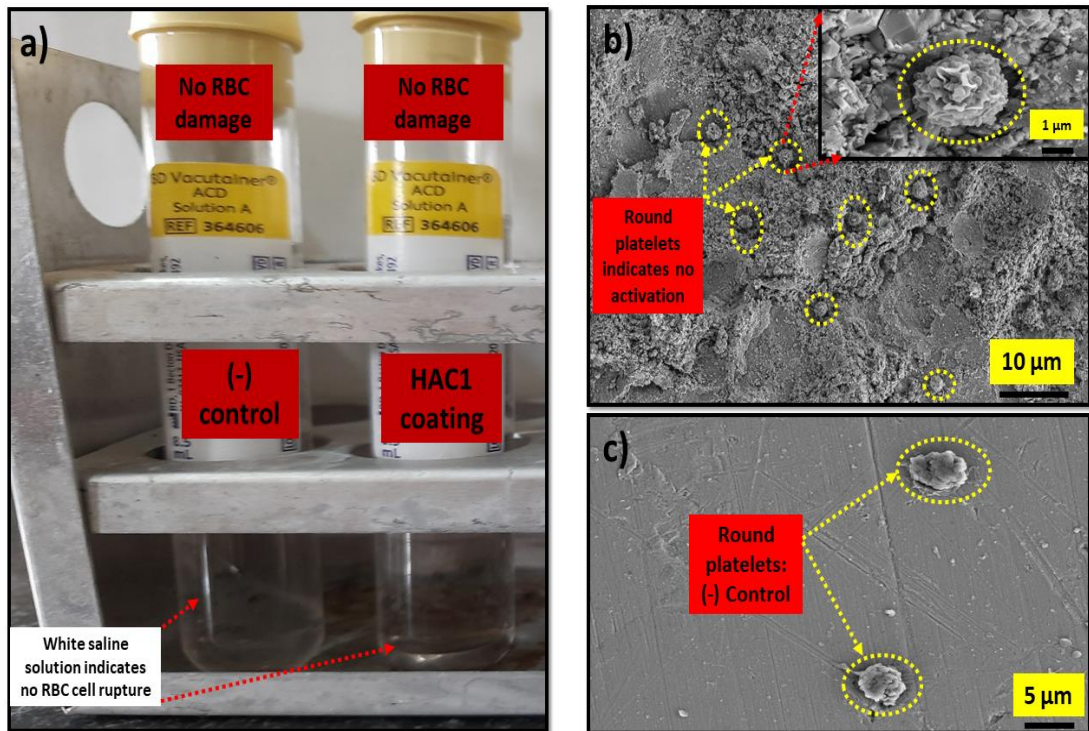 a)
No RBC
damage
No RBC
damage
BD Vacutainer®
ACD
Solution A
REF 364606
BD Vacutainer®
ACD
Solution A
REF 364606
(-)
control
HAC1
coating
mL
White saline
solution indicates
no RBC cell rupture
b)
1 µm
Round
platelets
indicates no
activation
10 µm
c)
Round
platelets:
(-) Control
5 µm